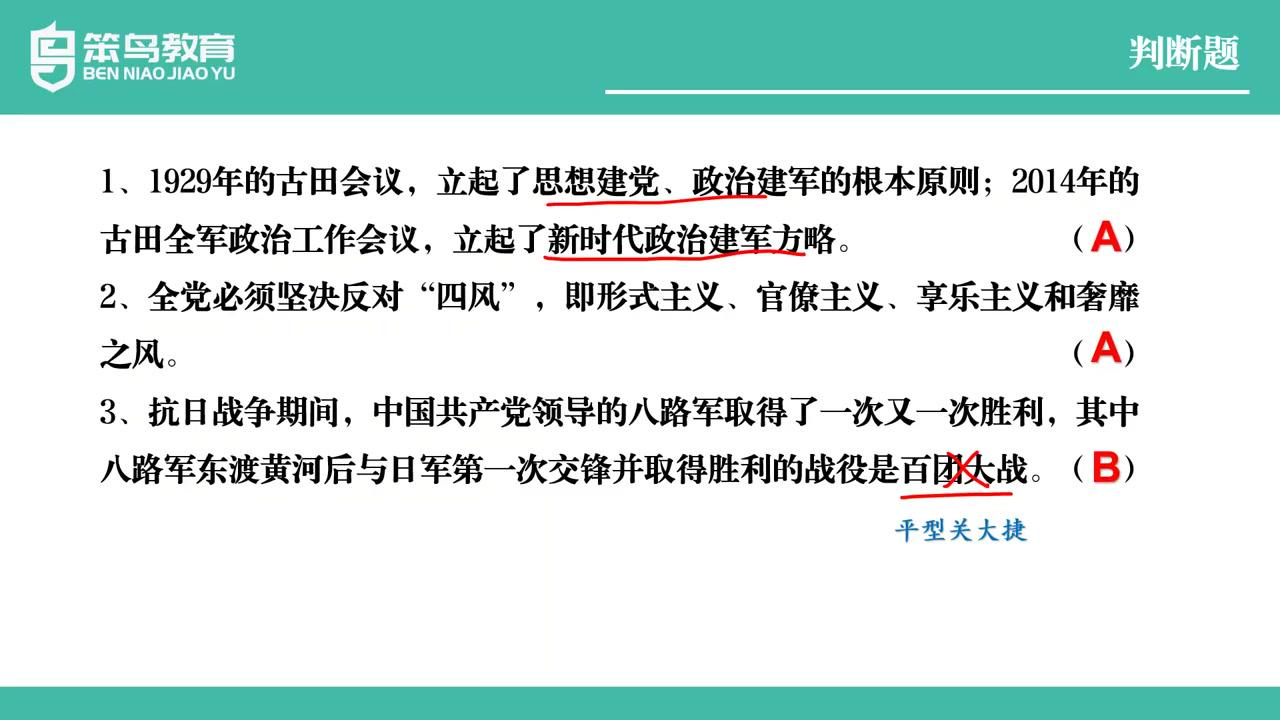 笨鸟教育
BEN NIAO JIAO YU
判断题
1、1929年的古田会议，立起了思想建党、政治建军的根本原则；2014年的
古田全军政治工作会议，立起了新时代政治建军方略。（A）
2、全党必须坚决反对“四风”，即形式主义、官僚主义、享乐主义和奢靡
之风。（A）
3、抗日战争期间，中国共产党领导的八路军取得了一次又一次胜利，其中
八路军东渡黄河后与日军第一次交锋并取得胜利的战役是百团大战。（B）
平型关大捷